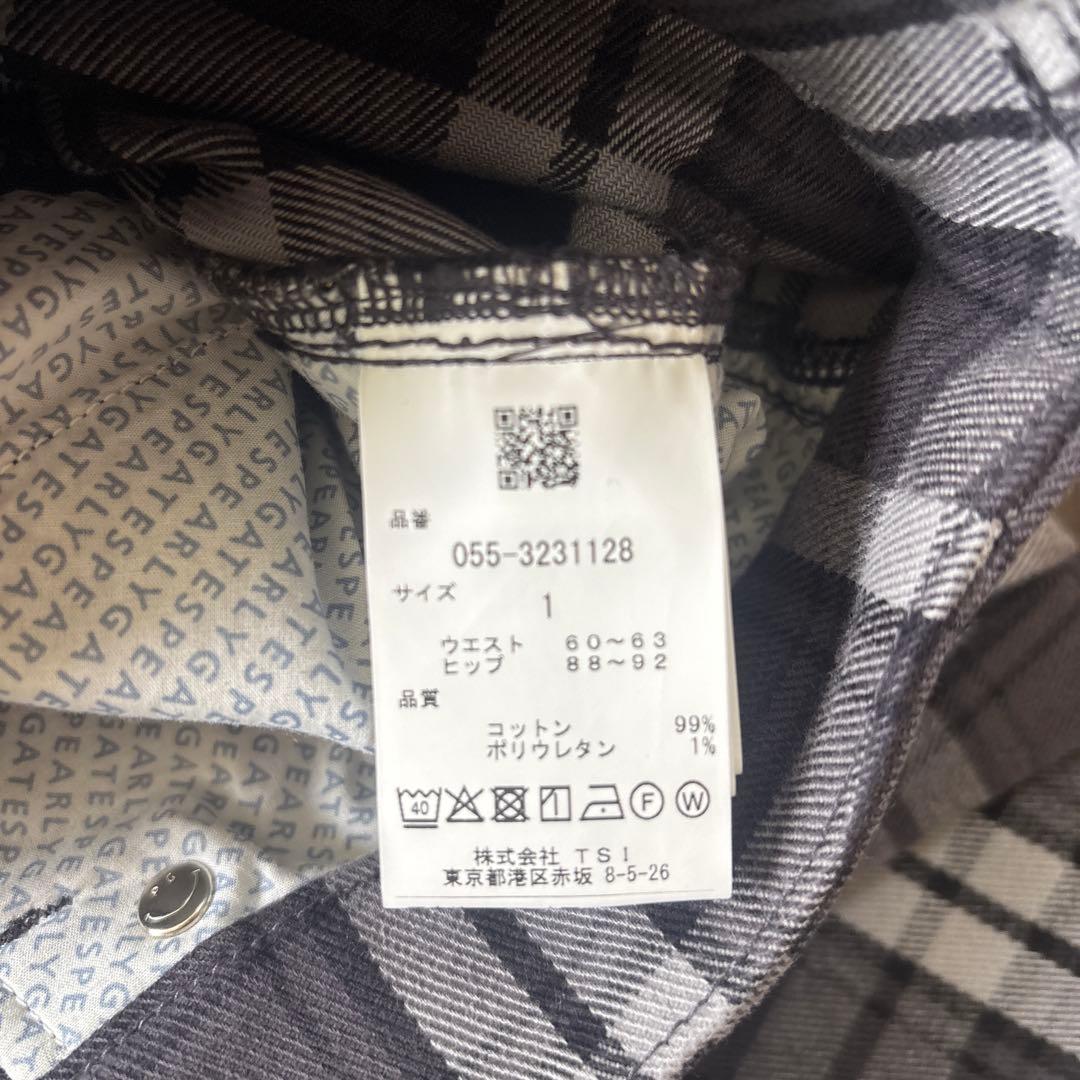 品番
055-3231128
サイズ
1
ウエスト 60～63
ヒップ 88～92
品質
コットン 99%
ポリウレタン 1%
40
F
W
株式会社 TSI
東京都港区赤坂 8-5-26
PEARLYGATES